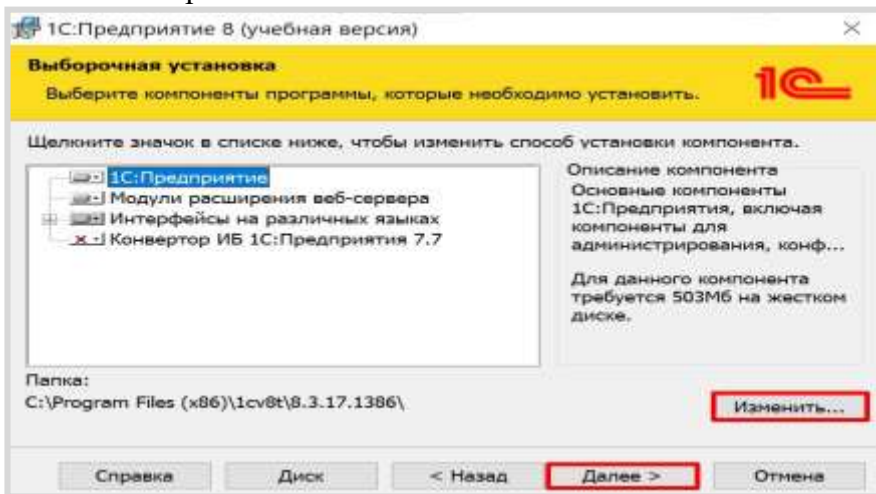 1С:Предприятие 8 (учебная версия)
Выборочная установка
Выберите компоненты программы, которые необходимо установить.
1С
Щелкните значок в списке ниже, чтобы изменить способ установки компонента.
1С:Предприятие
Модули расширения веб-сервера
Интерфейсы на различных языках
Конвертор ИБ 1С:Предприятия 7.7
Описание компонента
Основные компоненты
1С:Предприятия, включая
компоненты для
администрирования, конф...
Для данного компонента
требуется 503Мб на жестком
диске.
Папка:
C:\Program Files (x86)\1cv8t\8.3.17.1386\
Изменить...
Справка
Диск
< Назад
Далее >
Отмена